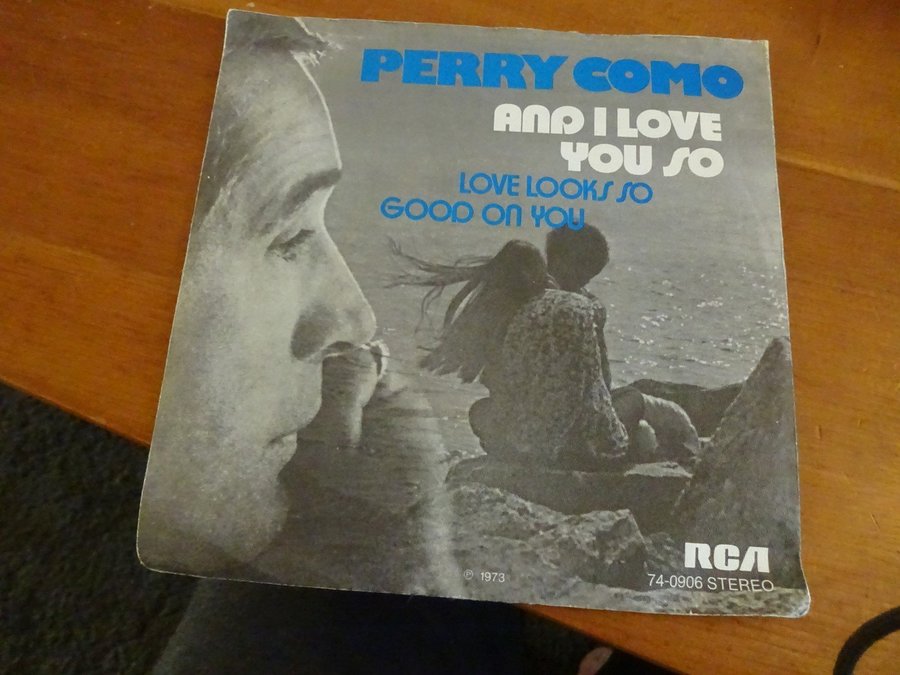 PERRY COMO
AND I LOVE
YOU SO
LOVE LOOKS SO
GOOD ON YOU
RCA
℗ 1973
74-0906 STEREO